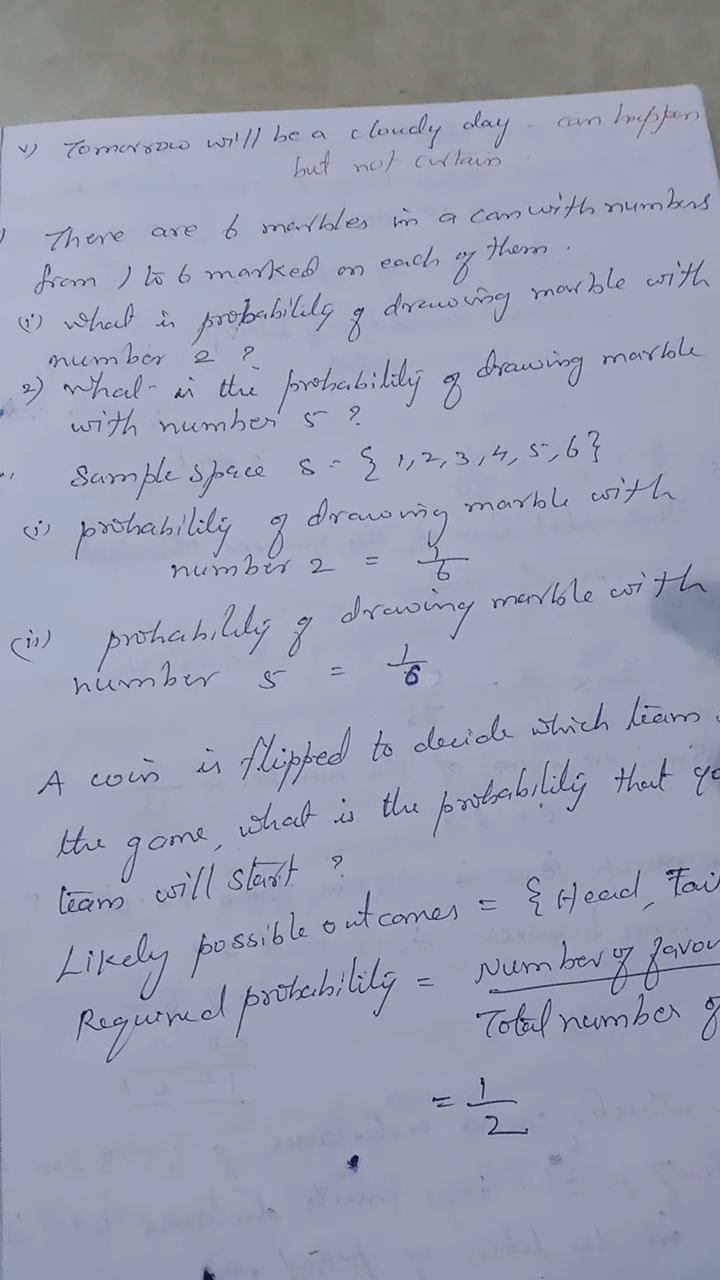 v) Tomorrow will be a cloudy day - can happen
but not curtain
There are 6 marbles in a can with numbers
from 1 to 6 marked on each of them.
(i) what is probability of drawing marble with
number 2 ?
2) what is the probability of drawing marble
with number 5 ?
Sample space S = { 1, 2, 3, 4, 5, 6 }
(i) probability of drawing marble with
number 2 = 1/6
(ii) probability of drawing marble with
number 5 = 1/6
A coin is flipped to decide which team
the game, what is the probability that yo
team will start ?
Likely possible outcomes = { Head, Tai
Required probability = Number of favou
Total number of
= 1/2